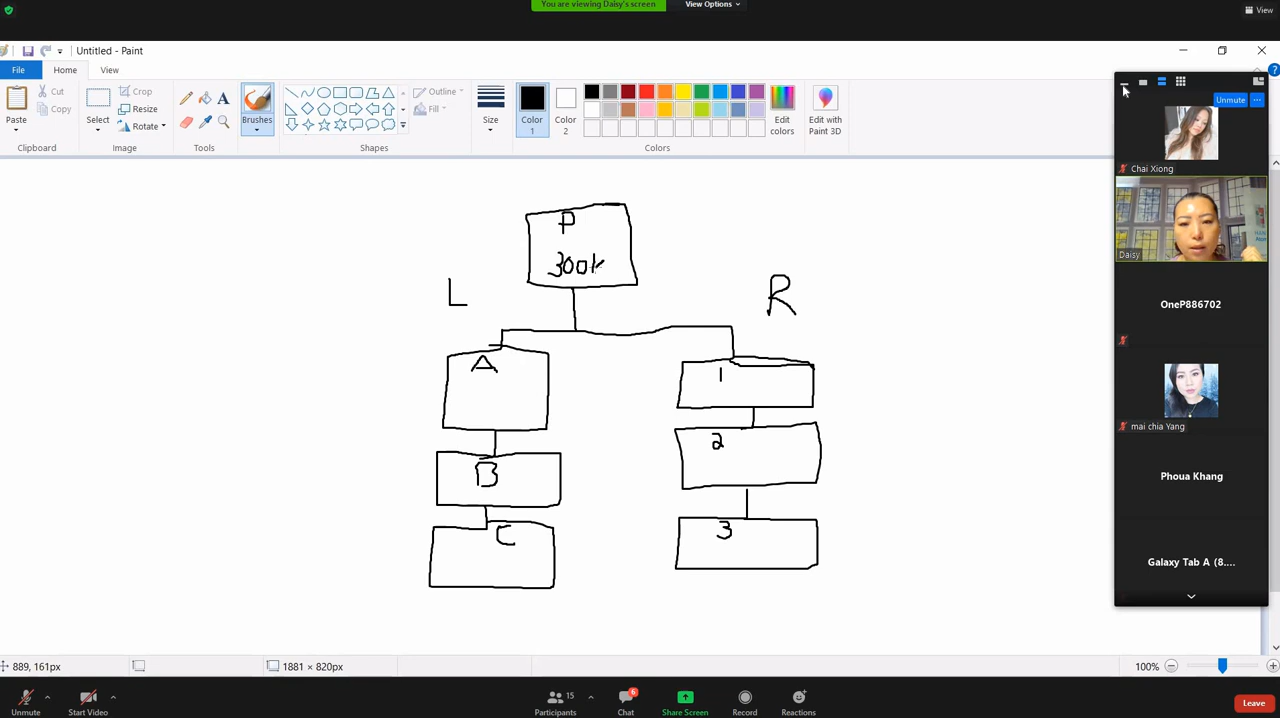 You are viewing Daisy's screen
View Options
View
Untitled - Paint
File
Home
View
Paste
Cut
Copy
Clipboard
Select
Crop
Resize
Rotate
Image
A
Tools
Brushes
Shapes
Outline
Fill
Size
Color
1
Color
2
Edit
colors
Edit with
Paint 3D
Colors
?
Unmute
Chai Xiong
Daisy
OneP886702
mai chia Yang
Phoua Khang
Galaxy Tab A (8....
P
300k
L
R
A
B
C
1
2
3
889, 161px
1881 × 820px
100%
Unmute
Start Video
15
Participants
6
Chat
Share Screen
Record
Reactions
Leave